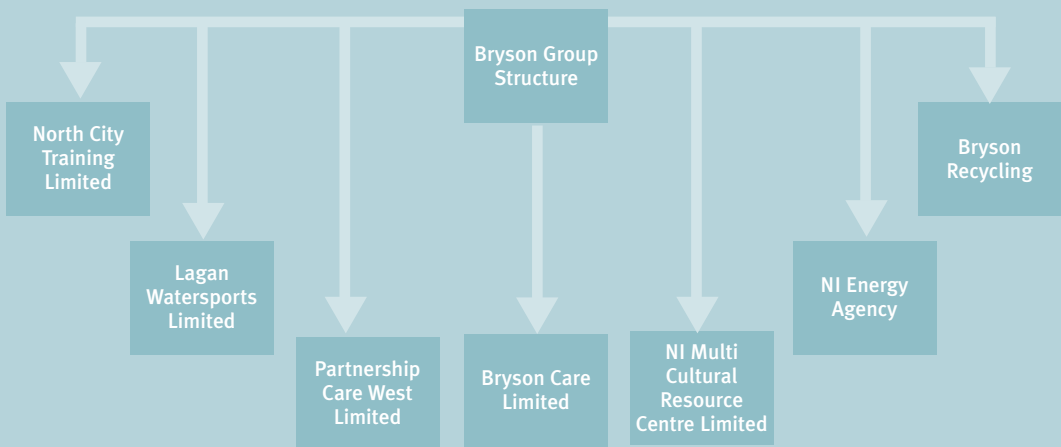 Bryson Group
Structure
North City
Training
Limited
Bryson
Recycling
Lagan
Watersports
Limited
NI Energy
Agency
Partnership
Care West
Limited
Bryson Care
Limited
NI Multi
Cultural
Resource
Centre Limited